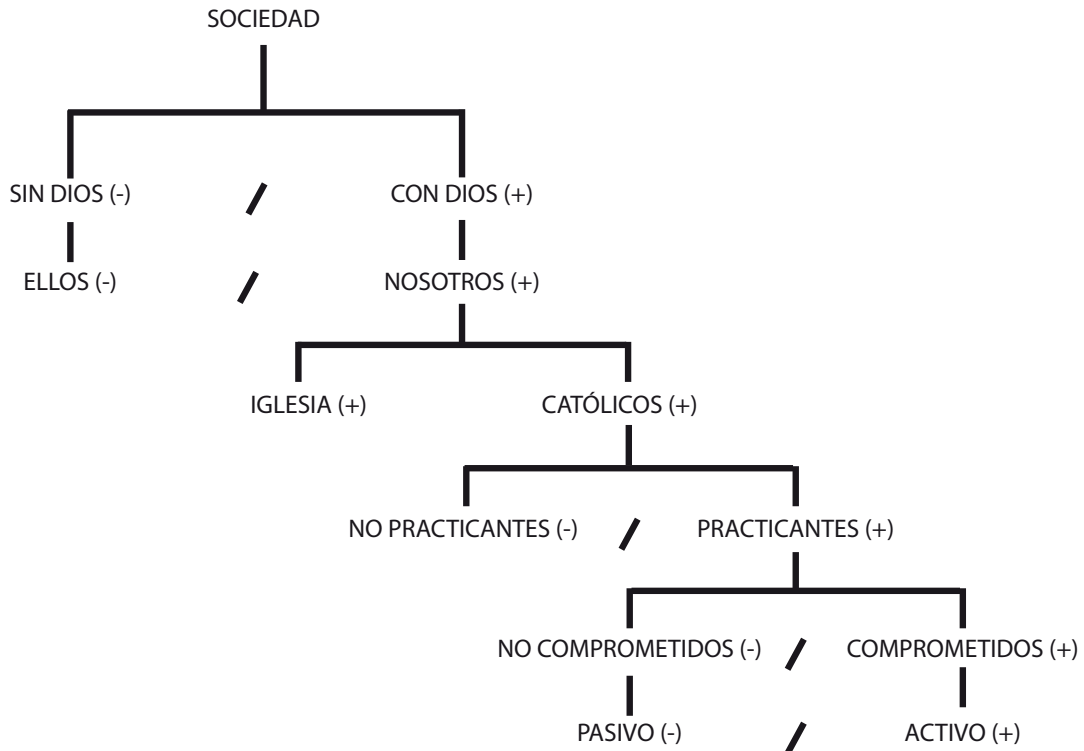 SOCIEDAD
SIN DIOS (-) / CON DIOS (+)
ELLOS (-) / NOSOTROS (+)
IGLESIA (+) CATÓLICOS (+)
NO PRACTICANTES (-) / PRACTICANTES (+)
NO COMPROMETIDOS (-) / COMPROMETIDOS (+)
PASIVO (-) / ACTIVO (+)